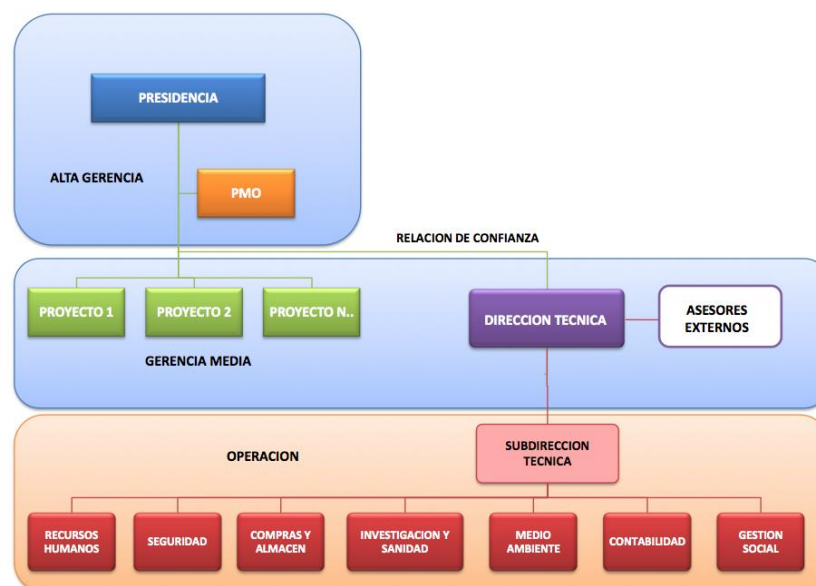 PRESIDENCIA
ALTA GERENCIA
PMO
RELACION DE CONFIANZA
PROYECTO 1
PROYECTO 2
PROYECTO N..
DIRECCION TECNICA
ASESORES
EXTERNOS
GERENCIA MEDIA
OPERACION
SUBDIRECCION
TECNICA
RECURSOS
HUMANOS
SEGURIDAD
COMPRAS Y
ALMACEN
INVESTIGACION Y
SANIDAD
MEDIO
AMBIENTE
CONTABILIDAD
GESTION
SOCIAL